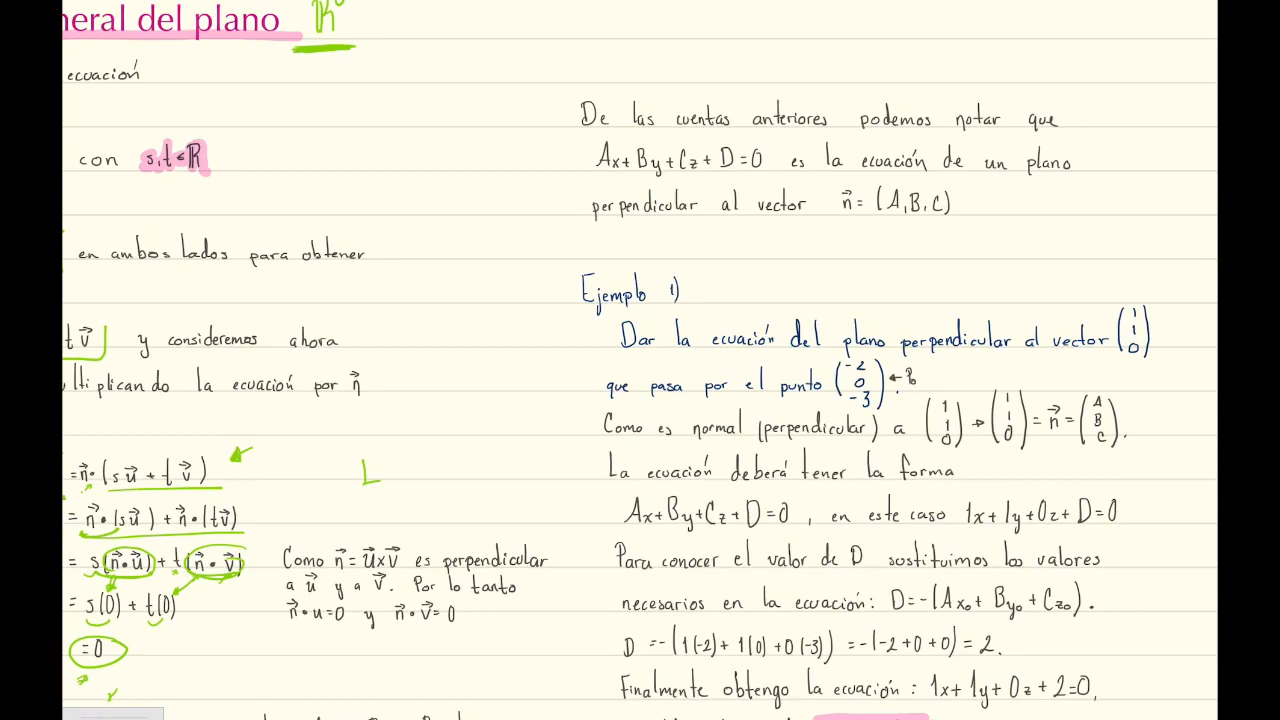 neral del plano
ecuación
con s,t∈ℝ
en ambos lados para obtener
t v⃗ y consideremos ahora
ultiplicando la ecuación por n⃗
= n⃗·(su⃗ + tv⃗)
= n⃗·(su⃗) + n⃗·(tv⃗)
= s(n⃗·u⃗) + t(n⃗·v⃗)
= s(0) + t(0)
= 0
Como n⃗ = u⃗xv⃗ es perpendicular
a u⃗ y a v⃗. Por lo tanto
n⃗·u=0 y n⃗·v⃗=0
L
De las cuentas anteriores podemos notar que
Ax+By+Cz+D=0 es la ecuación de un plano
perpendicular al vector n⃗ = (A,B,C)
Ejemplo 1)
Dar la ecuación del plano perpendicular al vector (1 1 0)
que pasa por el punto (-2 0 -3). ←P₀
Como es normal (perpendicular) a (1 1 0) → (1 1 0) = n⃗ = (A B C).
La ecuación deberá tener la forma
Ax+By+Cz+D=0, en este caso 1x+1y+0z+D=0
Para conocer el valor de D sustituimos los valores
necesarios en la ecuación: D=-(Ax₀ + By₀ + Cz₀).
D = -(1(-2)+1(0)+0(-3)) = -(-2+0+0) = 2.
Finalmente obtengo la ecuación: 1x+1y+0z+2=0,